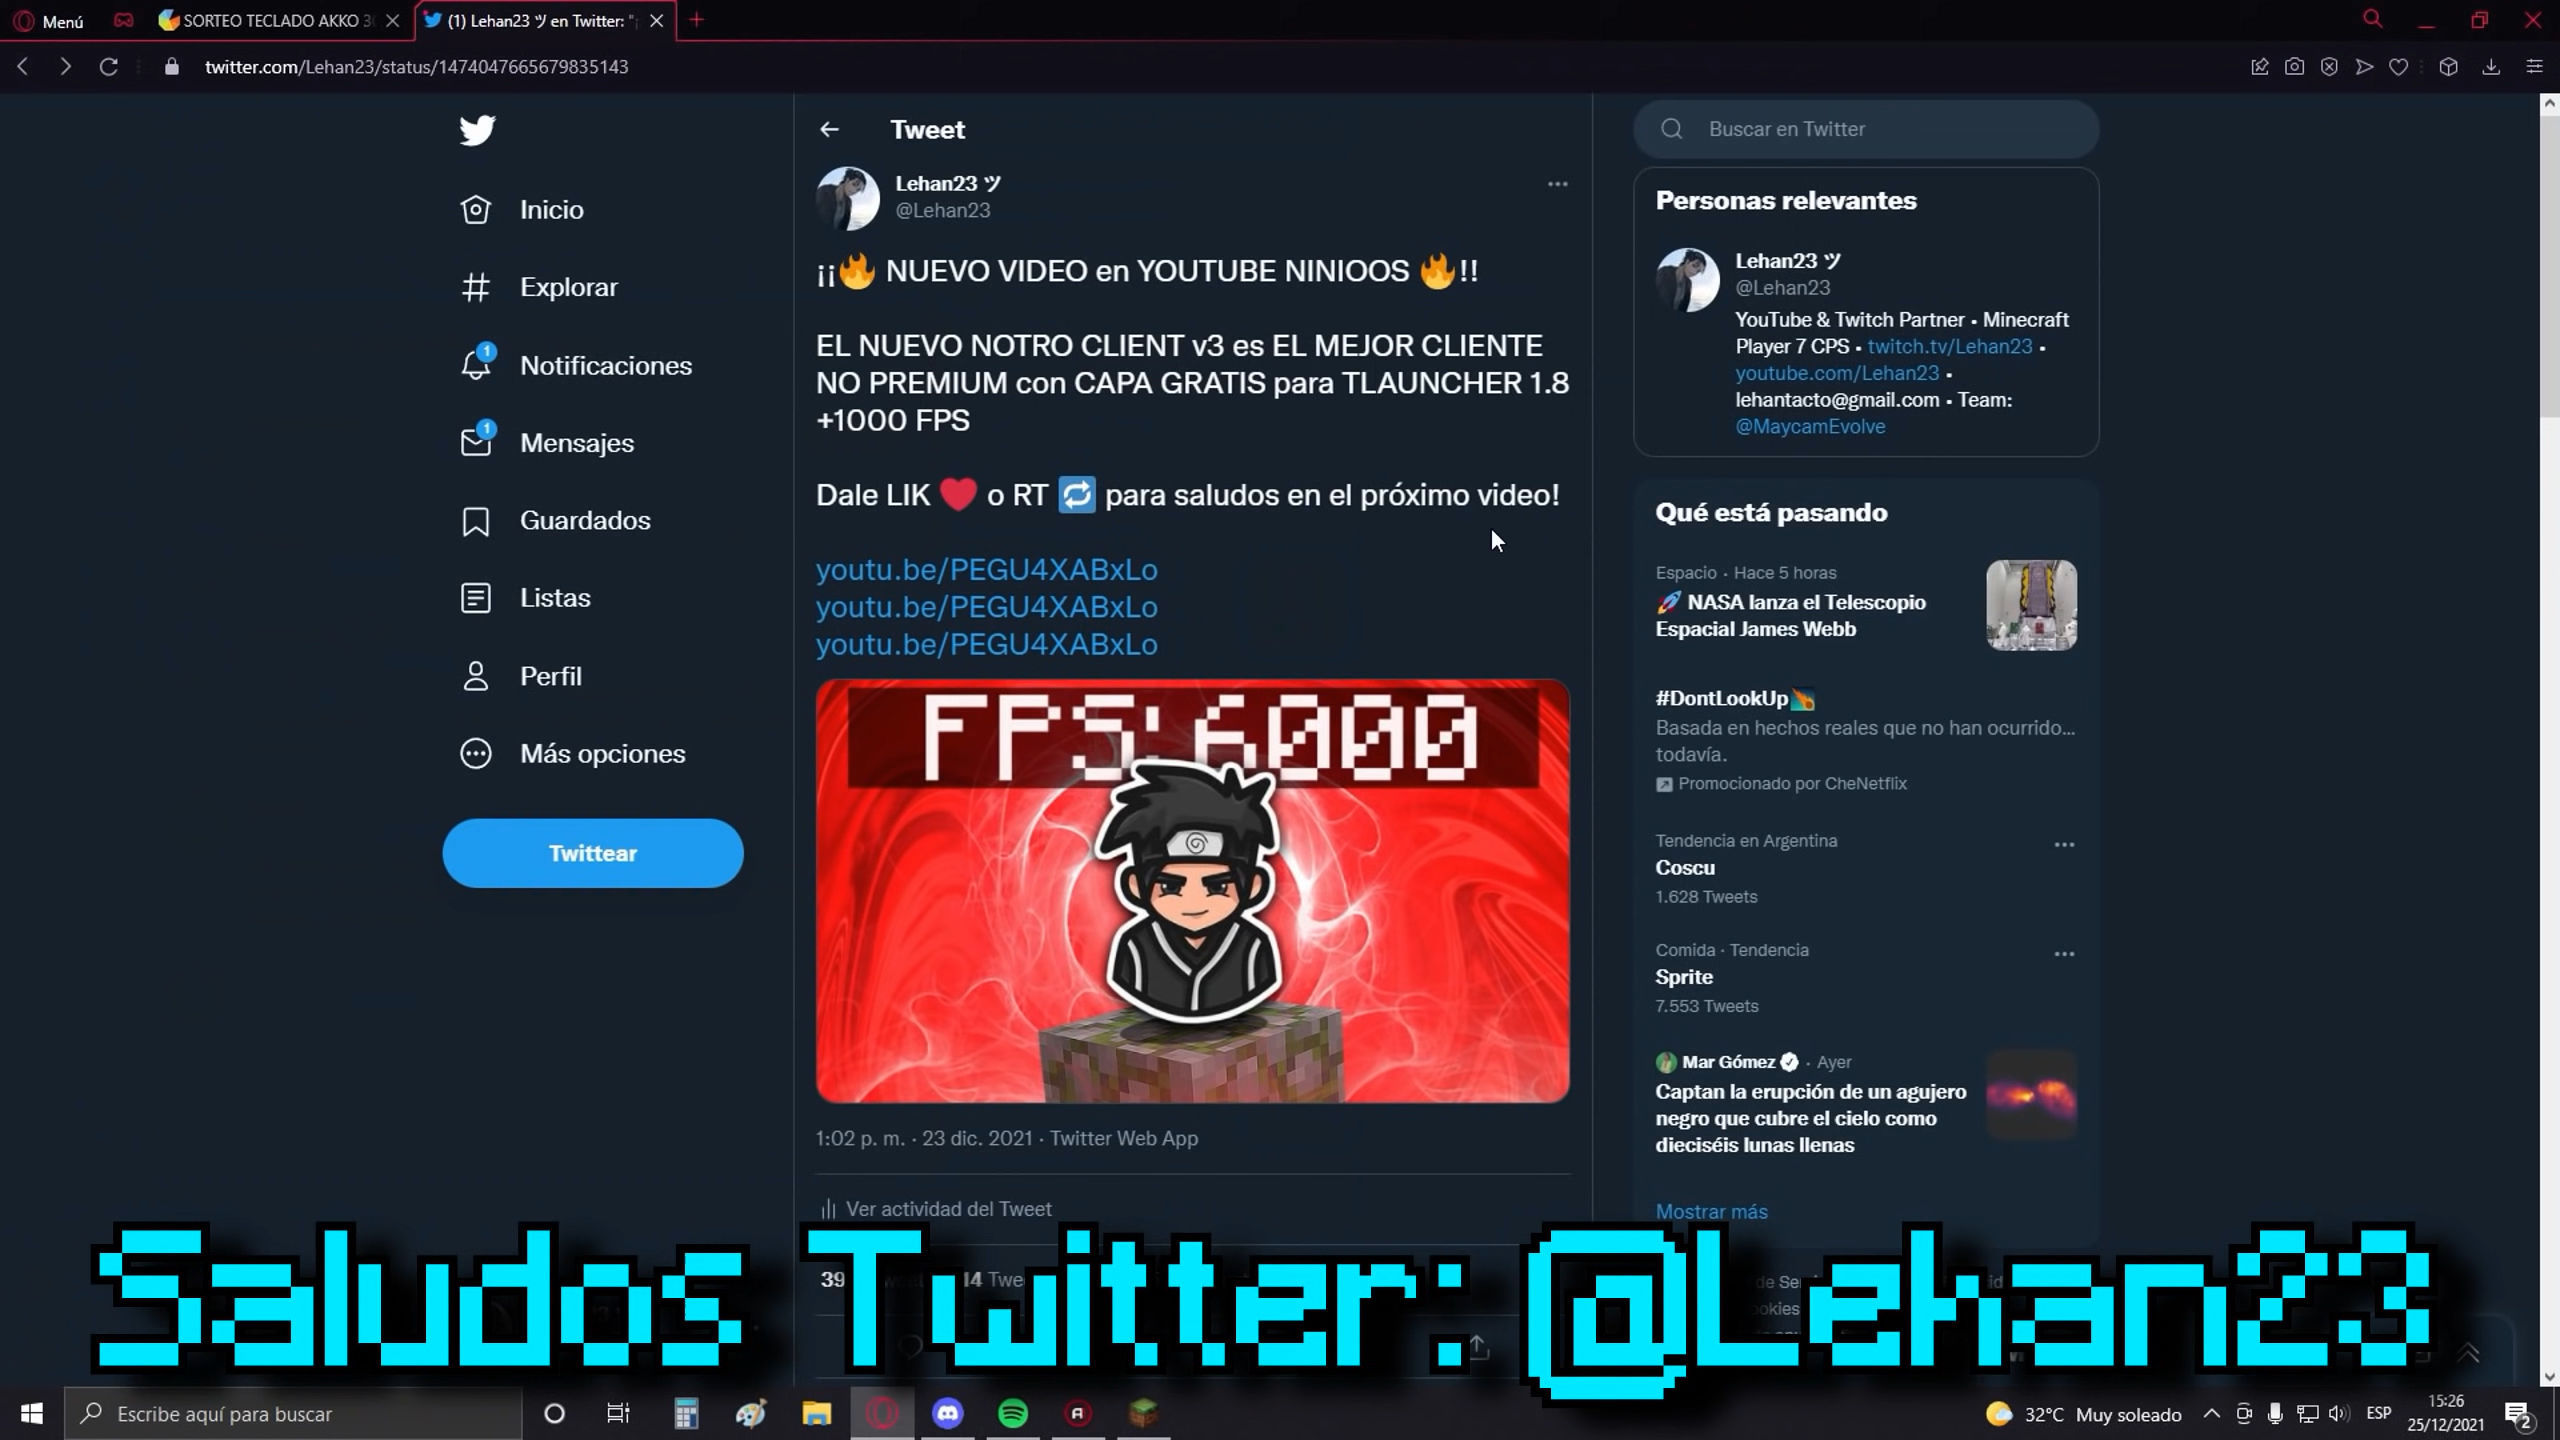 Menú
SORTEO TECLADO AKKO 3
(1) Lehan23 ツ en Twitter: "¡
twitter.com/Lehan23/status/1474047665679835143
Inicio
Explorar
1
Notificaciones
1
Mensajes
Guardados
Listas
Perfil
Más opciones
Twittear
Tweet
Lehan23 ツ
@Lehan23
¡¡🔥 NUEVO VIDEO en YOUTUBE NINIOOS 🔥!!
EL NUEVO NOTRO CLIENT v3 es EL MEJOR CLIENTE
NO PREMIUM con CAPA GRATIS para TLAUNCHER 1.8
+1000 FPS
Dale LIK ❤️ o RT 🔁 para saludos en el próximo video!
youtu.be/PEGU4XABxLo
youtu.be/PEGU4XABxLo
youtu.be/PEGU4XABxLo
FPS: 6000
1:02 p. m. · 23 dic. 2021 · Twitter Web App
Ver actividad del Tweet
39
14 Twe
Buscar en Twitter
Personas relevantes
Lehan23 ツ
@Lehan23
YouTube & Twitch Partner • Minecraft
Player 7 CPS • twitch.tv/Lehan23 •
youtube.com/Lehan23 •
lehantacto@gmail.com • Team:
@MaycamEvolve
Qué está pasando
Espacio · Hace 5 horas
🚀 NASA lanza el Telescopio
Espacial James Webb
#DontLookUp
Basada en hechos reales que no han ocurrido...
todavía.
Promocionado por CheNetflix
Tendencia en Argentina
Coscu
1.628 Tweets
Comida · Tendencia
Sprite
7.553 Tweets
Mar Gómez · Ayer
Captan la erupción de un agujero
negro que cubre el cielo como
dieciséis lunas llenas
Mostrar más
Saludos Twitter: @Lehan23
Escribe aquí para buscar
32°C Muy soleado
ESP
15:26
25/12/2021
2